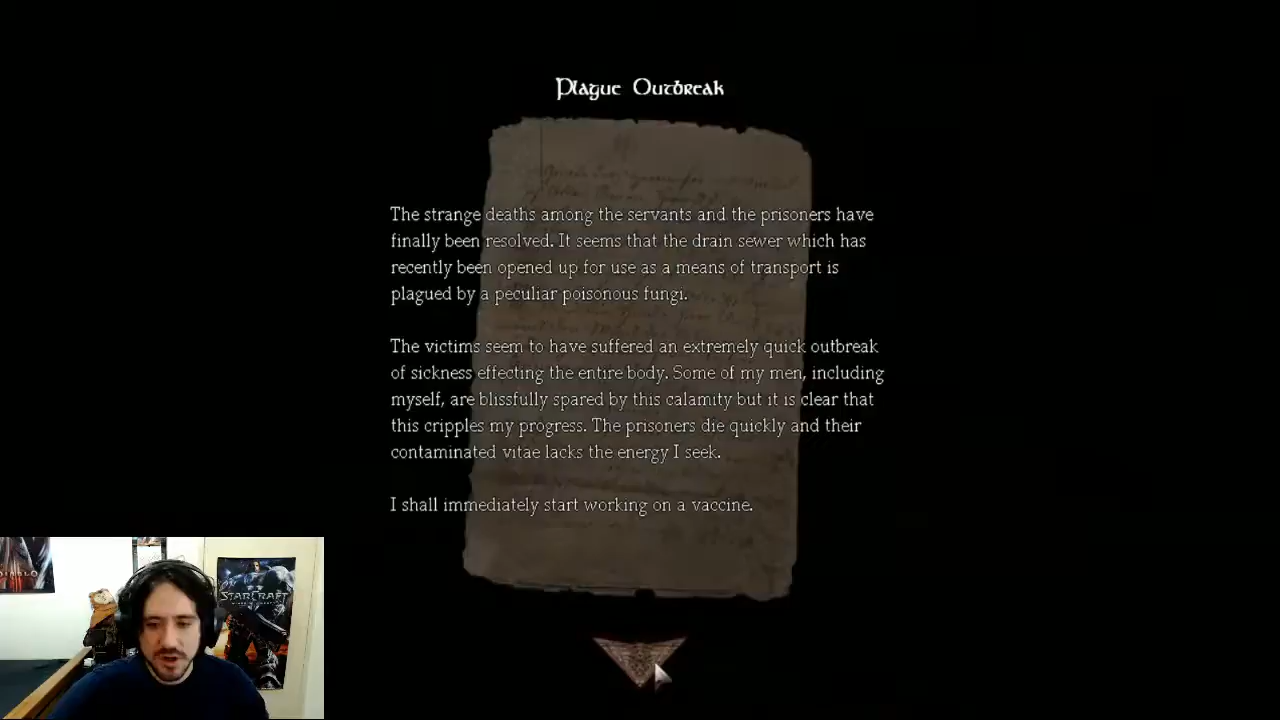 Plague Outbreak
The strange deaths among the servants and the prisoners have
finally been resolved. It seems that the drain sewer which has
recently been opened up for use as a means of transport is
plagued by a peculiar poisonous fungi.
The victims seem to have suffered an extremely quick outbreak
of sickness effecting the entire body. Some of my men, including
myself, are blissfully spared by this calamity but it is clear that
this cripples my progress. The prisoners die quickly and their
contaminated vitae lacks the energy I seek.
I shall immediately start working on a vaccine.
DIABLO
STARCRAFT